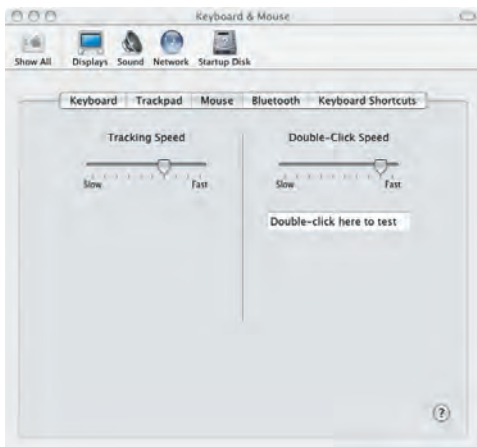 Keyboard & Mouse
Show All Displays Sound Network Startup Disk
Keyboard Trackpad Mouse Bluetooth Keyboard Shortcuts
Tracking Speed Double-Click Speed
Slow Fast Slow Fast
Double-click here to test
?